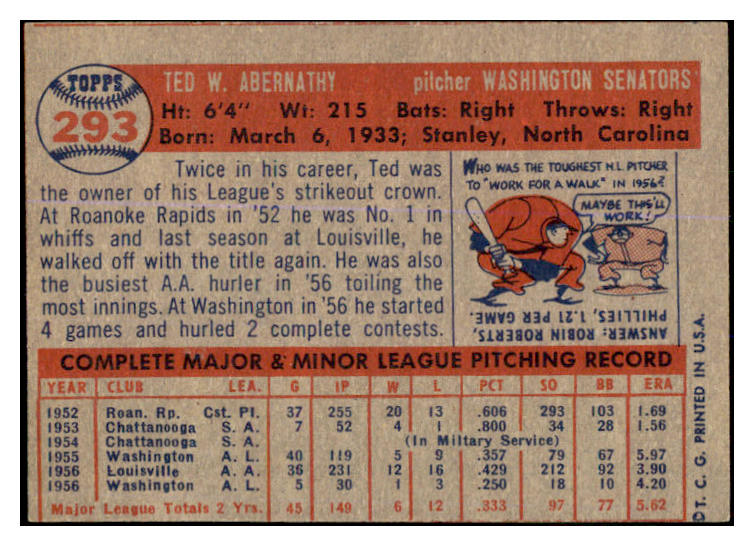 TOPPS
293
TED W. ABERNATHY pitcher WASHINGTON SENATORS
Ht: 6'4" Wt: 215 Bats: Right Throws: Right
Born: March 6, 1933; Stanley, North Carolina
Twice in his career, Ted was
the owner of his League's strikeout crown.
At Roanoke Rapids in '52 he was No. 1 in
whiffs and last season at Louisville, he
walked off with the title again. He was also
the busiest A.A. hurler in '56 toiling the
most innings. At Washington in '56 he started
4 games and hurled 2 complete contests.
WHO WAS THE TOUGHEST N.L. PITCHER
TO "WORK FOR A WALK" IN 1956?
MAYBE THIS'LL
WORK!
ANSWER: ROBIN ROBERTS,
PHILLIES, 1.21 PER GAME.
COMPLETE MAJOR & MINOR LEAGUE PITCHING RECORD
YEAR CLUB LEA. G IP W L PCT SO BB ERA
1952 Roan. Rp. Cst. Pl. 37 255 20 13 .606 293 103 1.69
1953 Chattanooga S. A. 7 52 4 1 .800 34 28 1.56
1954 Chattanooga S. A. (In Military Service)
1955 Washington A. L. 40 119 5 9 .357 79 67 5.97
1956 Louisville A. A. 36 231 12 16 .429 212 92 3.90
1956 Washington A. L. 5 30 1 3 .250 18 10 4.20
Major League Totals 2 Yrs. 45 149 6 12 .333 97 77 5.62
© T. C. G. PRINTED IN U.S.A.